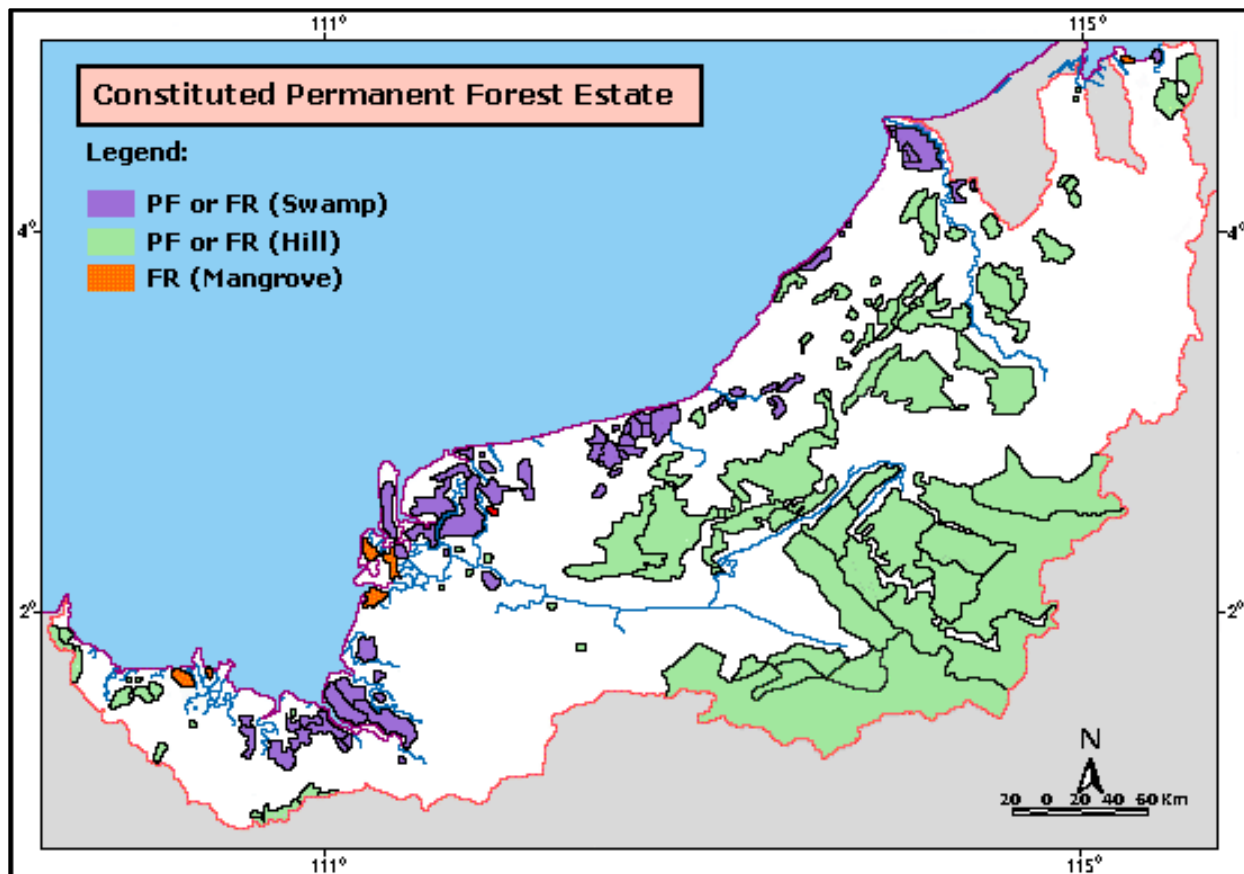 111°
115°
Constituted Permanent Forest Estate
Legend:
PF or FR (Swamp)
PF or FR (Hill)
FR (Mangrove)
4°
4°
2°
2°
N
20 0 20 40 60 Km
111°
115°